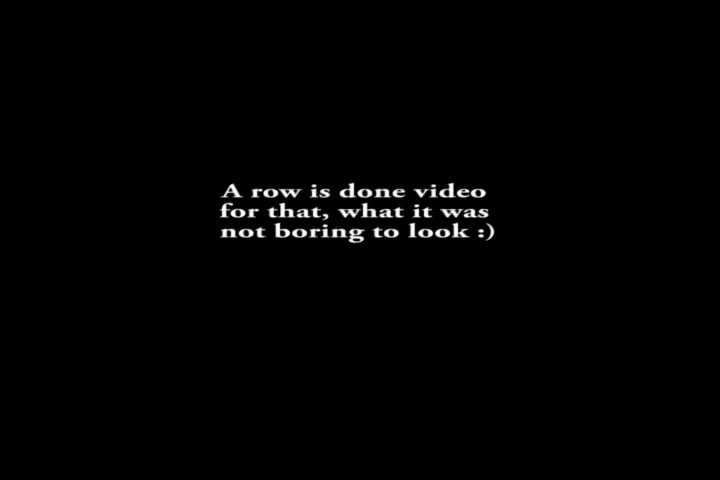 A row is done video
for that, what it was
not boring to look :)